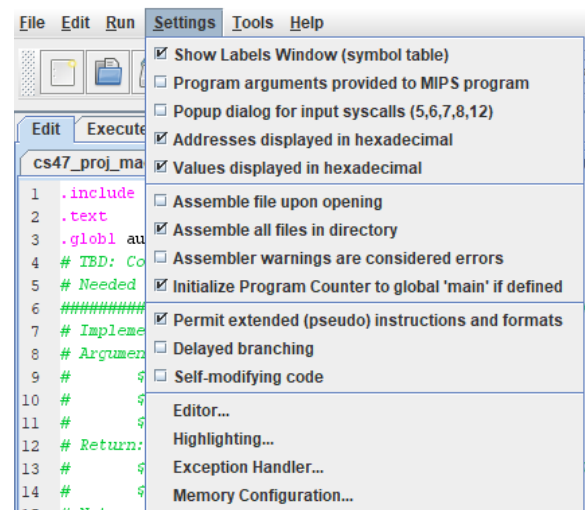 File Edit Run Settings Tools Help
Show Labels Window (symbol table)
Program arguments provided to MIPS program
Popup dialog for input syscalls (5,6,7,8,12)
Addresses displayed in hexadecimal
Values displayed in hexadecimal
Assemble file upon opening
Assemble all files in directory
Assembler warnings are considered errors
Initialize Program Counter to global 'main' if defined
Permit extended (pseudo) instructions and formats
Delayed branching
Self-modifying code
Editor...
Highlighting...
Exception Handler...
Memory Configuration...
Edit Execute
cs47_proj_ma
1 .include
2 .text
3 .globl au
4 # TBD: Co
5 # Needed
6 ##########
7 # Impleme
8 # Argumen
9 # $
10 # $
11 # $
12 # Return:
13 # $
14 # $